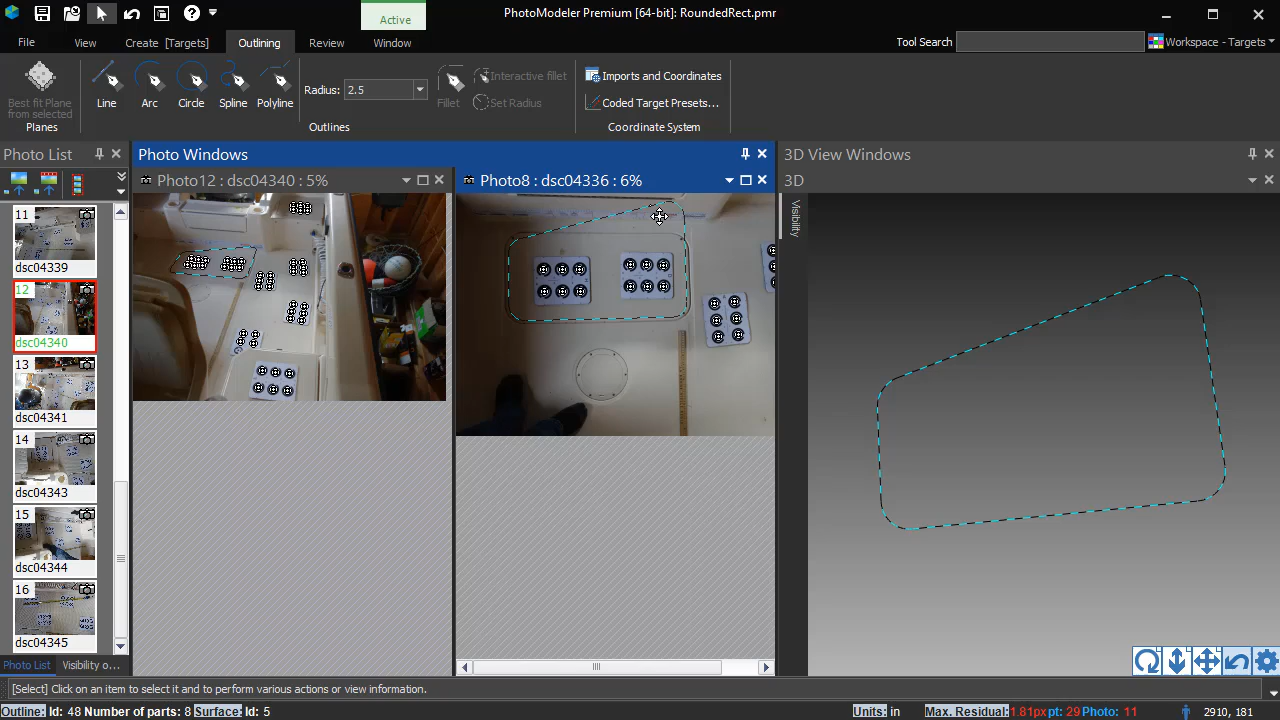 PhotoModeler Premium [64-bit]: RoundedRect.pmr
Active
File View Create [Targets] Outlining Review Window
Tool Search
Workspace - Targets
Best fit Plane
from selected
Planes
Line Arc Circle Spline Polyline
Radius: 2.5
Fillet
Interactive fillet
Set Radius
Outlines
Imports and Coordinates
Coded Target Presets...
Coordinate System
Photo List
Photo Windows
3D View Windows
Photo12 : dsc04340 : 5%
Photo8 : dsc04336 : 6%
3D
Visibility
11
dsc04339
12
dsc04340
13
dsc04341
14
dsc04343
15
dsc04344
16
dsc04345
Photo List Visibility o...
[Select] Click on an item to select it and to perform various actions or view information.
Outline: Id: 48 Number of parts: 8 Surface: Id: 5
Units: in Max. Residual: 1.81px pt: 29 Photo: 11 2910, 181